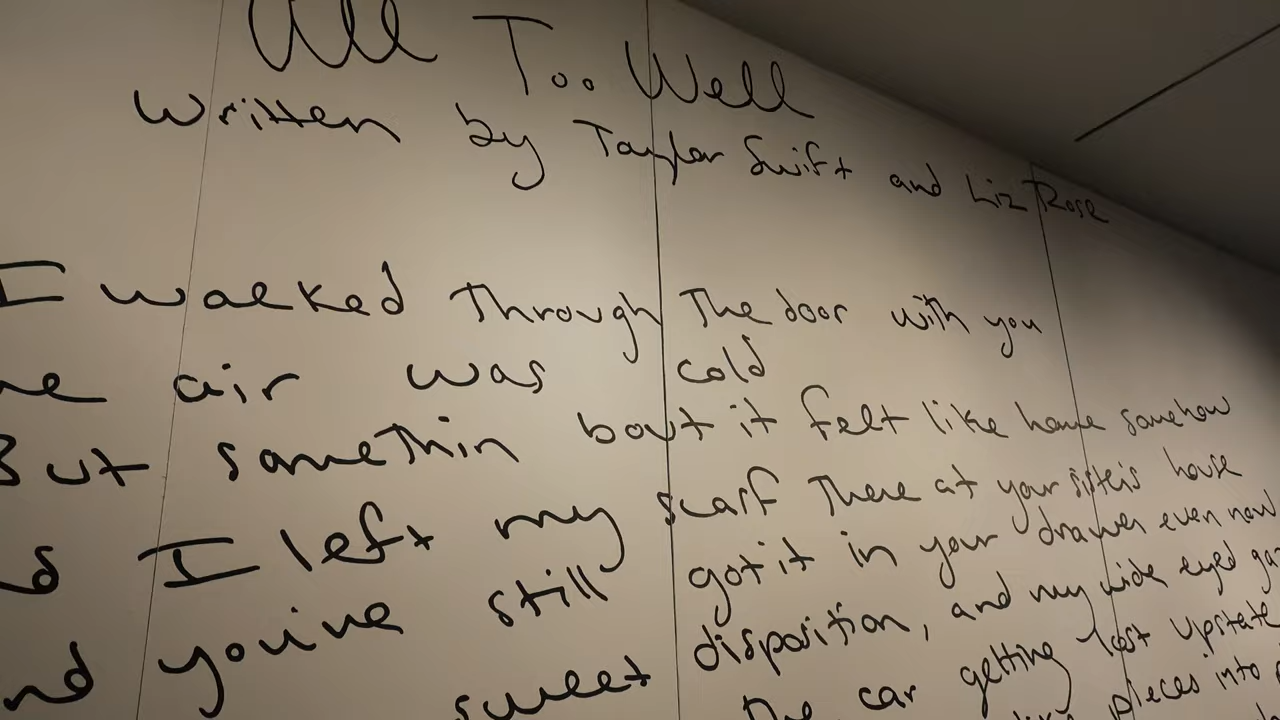 All Too Well
Written by Taylor Swift and Liz Rose
I walked through The door with you
air was cold
But somethin bout it felt like home somehow
I left my scarf There at your sister's house
you've still got it in your drawer even now
sweet disposition, and my wide eyed
The car getting lost upstate
pieces into